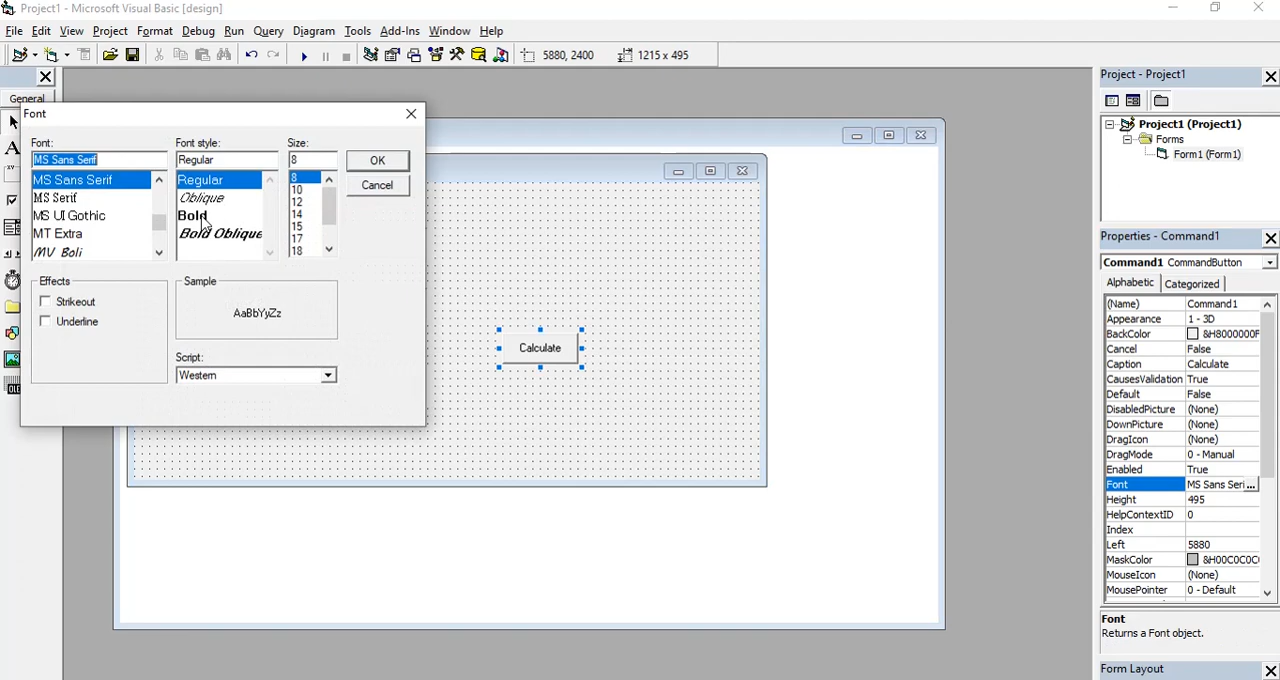 Project1 - Microsoft Visual Basic [design]
File Edit View Project Format Debug Run Query Diagram Tools Add-Ins Window Help
5880, 2400 1215 x 495
General
Font
Font: Font style: Size:
MS Sans Serif Regular 8 OK
MS Sans Serif Regular 8 Cancel
MS Serif Oblique 10
MS UI Gothic Bold 12
MT Extra Bold Oblique 14
MV Boli 15
17
18
Effects
Strikeout
Underline
Sample
AaBbYyZz
Script:
Western
Calculate
Project - Project1
Project1 (Project1)
Forms
Form1 (Form1)
Properties - Command1
Command1 CommandButton
Alphabetic Categorized
(Name) Command1
Appearance 1 - 3D
BackColor &H8000000F
Cancel False
Caption Calculate
CausesValidation True
Default False
DisabledPicture (None)
DownPicture (None)
DragIcon (None)
DragMode 0 - Manual
Enabled True
Font MS Sans Seri ...
Height 495
HelpContextID 0
Index
Left 5880
MaskColor &H00C0C0C
MouseIcon (None)
MousePointer 0 - Default
Font
Returns a Font object.
Form Layout